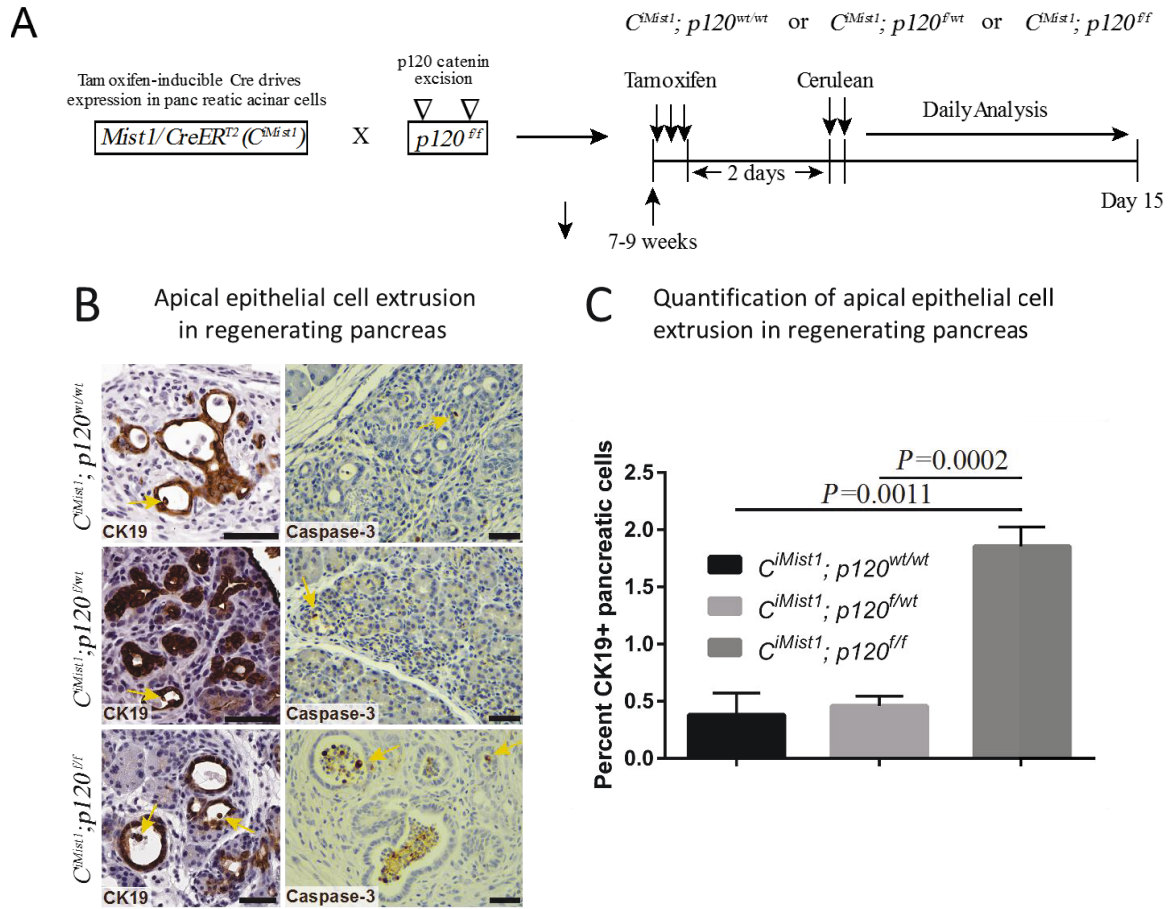 A
C^iMist1; p120^wt/wt or C^iMist1; p120^f/wt or C^iMist1; p120^f/f
Tamoxifen-inducible Cre drives
expression in panc reatic acinar cells
Mist1/CreER^T2 (C^iMist1)
X
p120 catenin
excision
p120^f/f
Tamoxifen
Cerulean
Daily Analysis
2 days
7-9 weeks
Day 15
B
Apical epithelial cell extrusion
in regenerating pancreas
C^iMist1; p120^wt/wt
CK19
Caspase-3
C^iMist1; p120^f/wt
CK19
Caspase-3
C^iMist1; p120^f/f
CK19
Caspase-3
C
Quantification of apical epithelial cell
extrusion in regenerating pancreas
Percent CK19+ pancreatic cells
2.5
2.0
1.5
1.0
0.5
0.0
P=0.0002
P=0.0011
C^iMist1; p120^wt/wt
C^iMist1; p120^f/wt
C^iMist1; p120^f/f